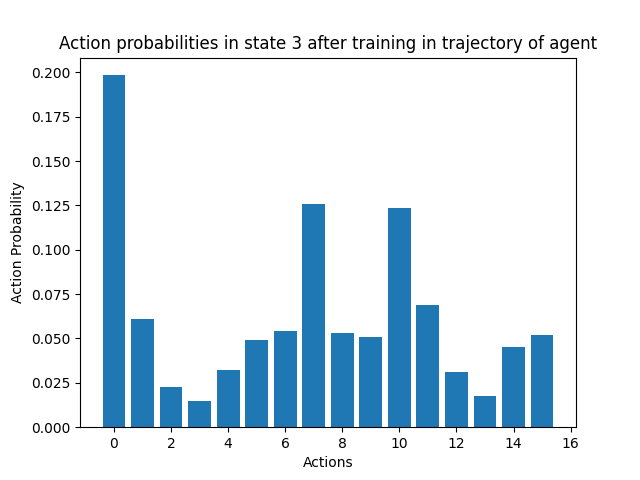 Action probabilities in state 3 after training in trajectory of agent
0.200
0.175
0.150
0.125
0.100
0.075
0.050
0.025
0.000
Action Probability
0 2 4 6 8 10 12 14 16
Actions